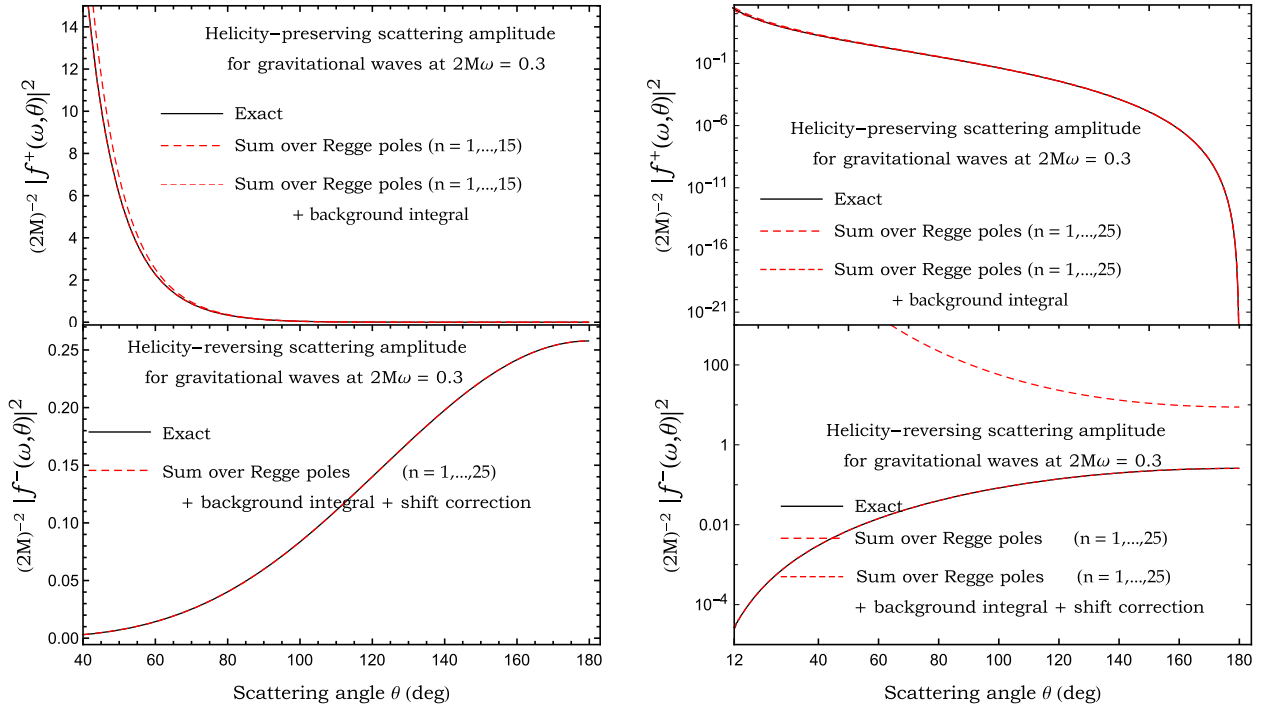 14
12
10
8
6
4
2
0
(2M)⁻² |f⁺(ω,θ)|²
Helicity−preserving scattering amplitude
for gravitational waves at 2Mω = 0.3
Exact
Sum over Regge poles (n = 1,...,15)
Sum over Regge poles (n = 1,...,15)
+ background integral
0.25
0.20
0.15
0.10
0.05
0.00
(2M)⁻² |f⁻(ω,θ)|²
Helicity−reversing scattering amplitude
for gravitational waves at 2Mω = 0.3
Exact
Sum over Regge poles (n = 1,...,25)
+ background integral + shift correction
40 60 80 100 120 140 160 180
Scattering angle θ (deg)
10⁻¹
10⁻⁶
10⁻¹¹
10⁻¹⁶
10⁻²¹
(2M)⁻² |f⁺(ω,θ)|²
Helicity−preserving scattering amplitude
for gravitational waves at 2Mω = 0.3
Exact
Sum over Regge poles (n = 1,...,25)
Sum over Regge poles (n = 1,...,25)
+ background integral
100
1
0.01
10⁻⁴
(2M)⁻² |f⁻(ω,θ)|²
Helicity−reversing scattering amplitude
for gravitational waves at 2Mω = 0.3
Exact
Sum over Regge poles (n = 1,...,25)
Sum over Regge poles (n = 1,...,25)
+ background integral + shift correction
12 40 60 80 100 120 140 160 180
Scattering angle θ (deg)